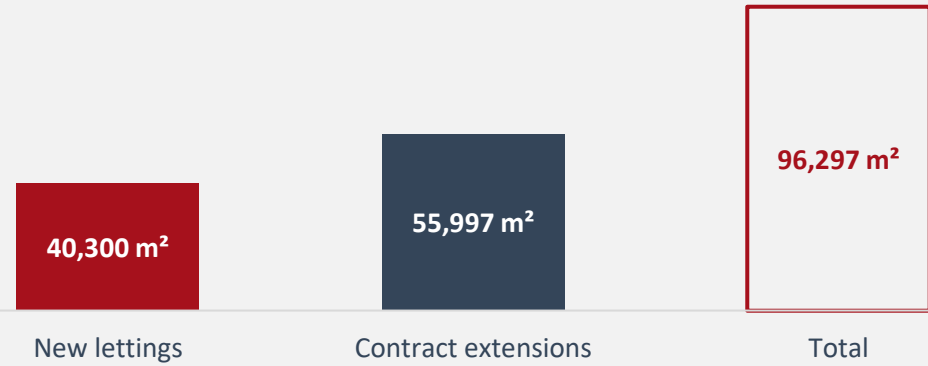 96,297 m²
55,997 m²
40,300 m²
New lettings
Contract extensions
Total